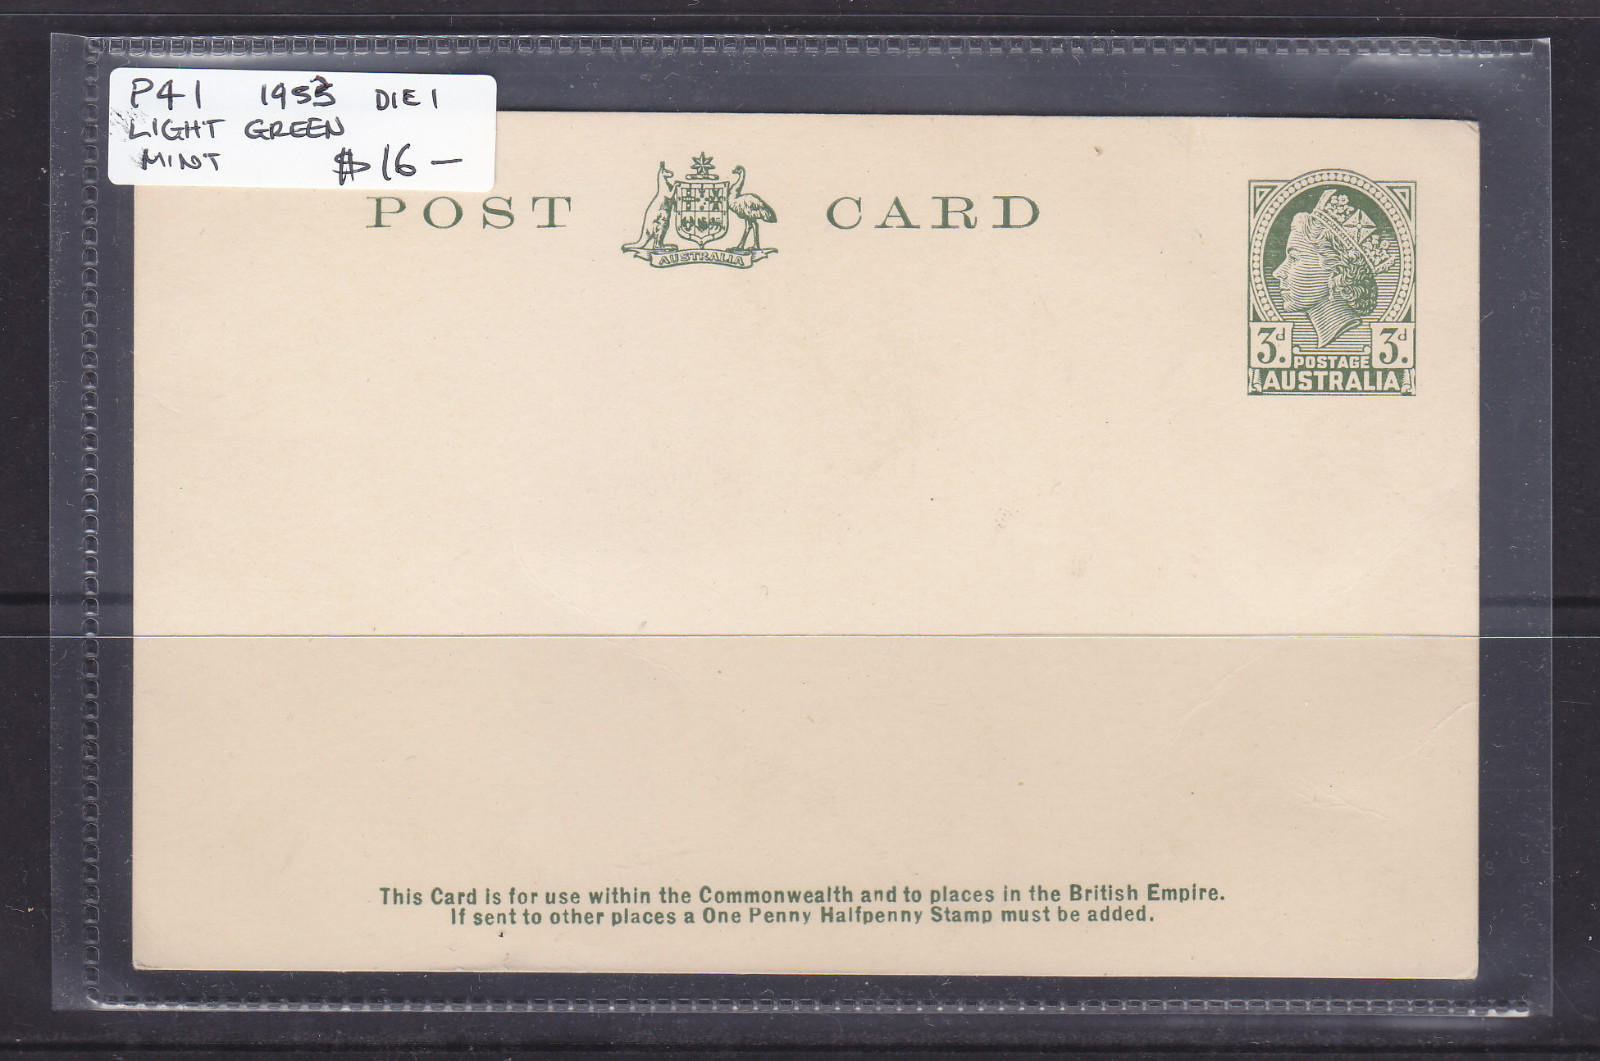 P41 1953 DIE 1
LIGHT GREEN
MINT $16-
POST CARD
AUSTRALIA
3d. 3d.
POSTAGE
AUSTRALIA
This Card is for use within the Commonwealth and to places in the British Empire.
If sent to other places a One Penny Halfpenny Stamp must be added.